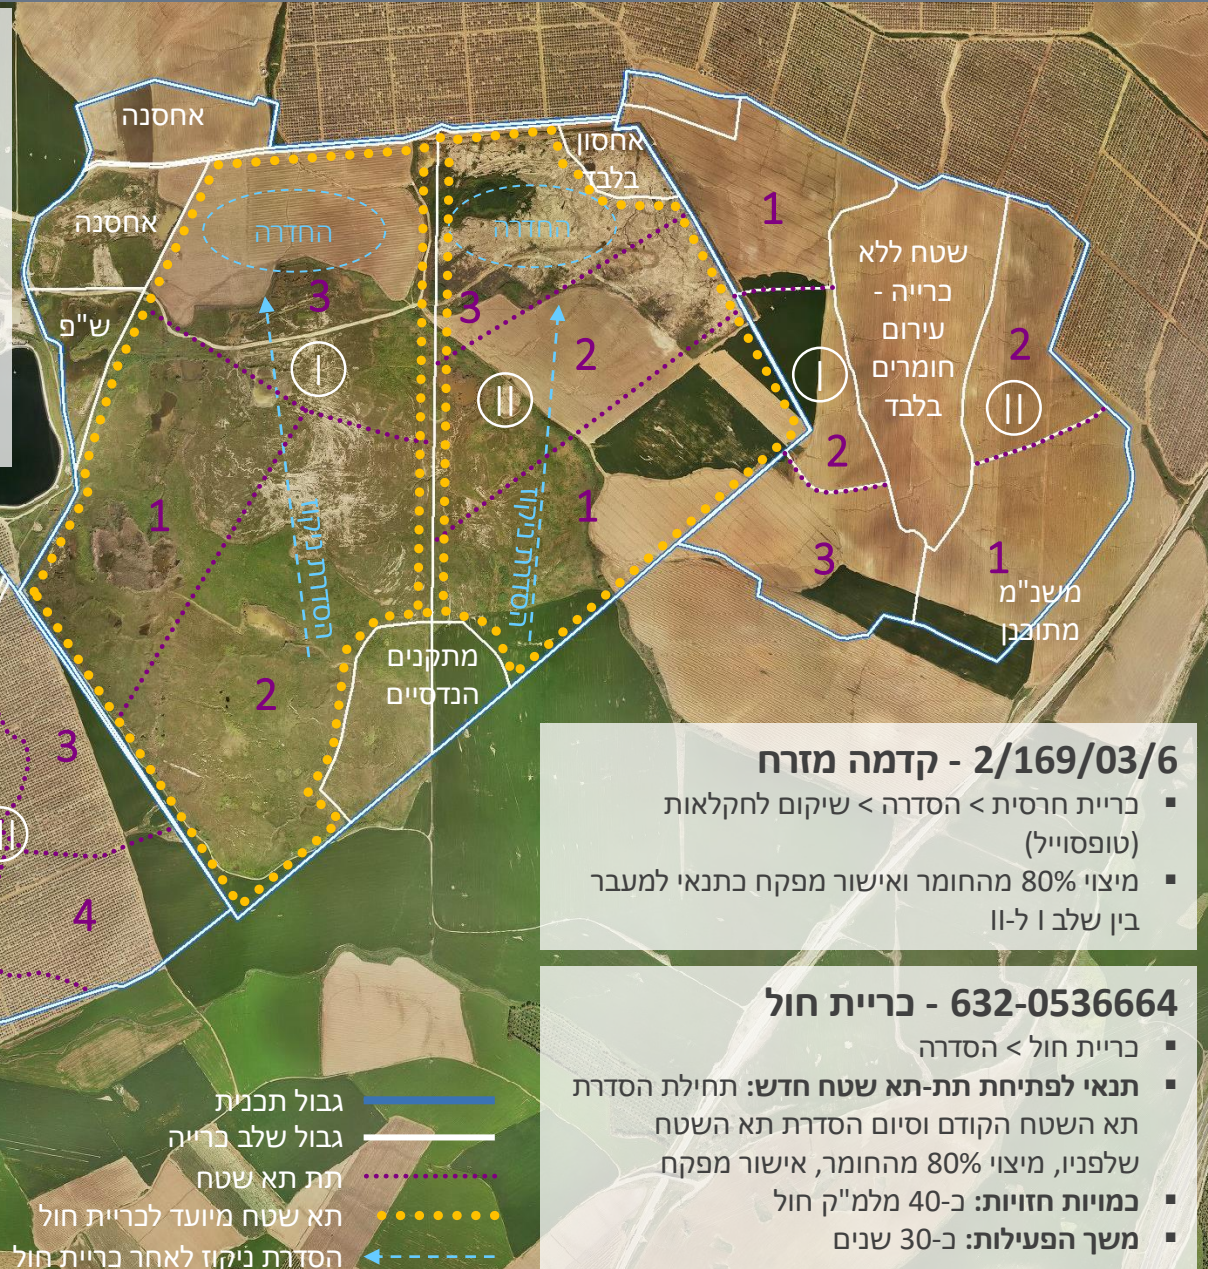 אחסנה
אחסון
בלבד
אחסנה
1
שטח ללא
כרייה -
עירום
חומרים
בלבד
החדרה
החדרה
ש"פ
3
3
2
2
I
II
I
II
2
1
1
הסדרת ניקוז
הסדרת ניקוז
3
1
משנ"מ
מתוכנן
מתקנים
הנדסיים
2
3
II
4
2/169/03/6 - קדמה מזרח
▪ כריית חרסית > הסדרה > שיקום לחקלאות
(טופסוייל)
▪ מיצוי 80% מהחומר ואישור מפקח כתנאי למעבר
בין שלב I ל-II
632-0536664 - כריית חול
▪ כריית חול > הסדרה
▪ תנאי לפתיחת תת-תא שטח חדש: תחילת הסדרת
תא השטח הקודם וסיום הסדרת תא השטח
שלפניו, מיצוי 80% מהחומר, אישור מפקח
▪ כמויות חזויות: כ-40 מלמ"ק חול
▪ משך הפעילות: כ-30 שנים
גבול תכנית
גבול שלב כרייה
תת תא שטח
תא שטח מיועד לכריית חול
הסדרת ניקוז לאחר כריית חול